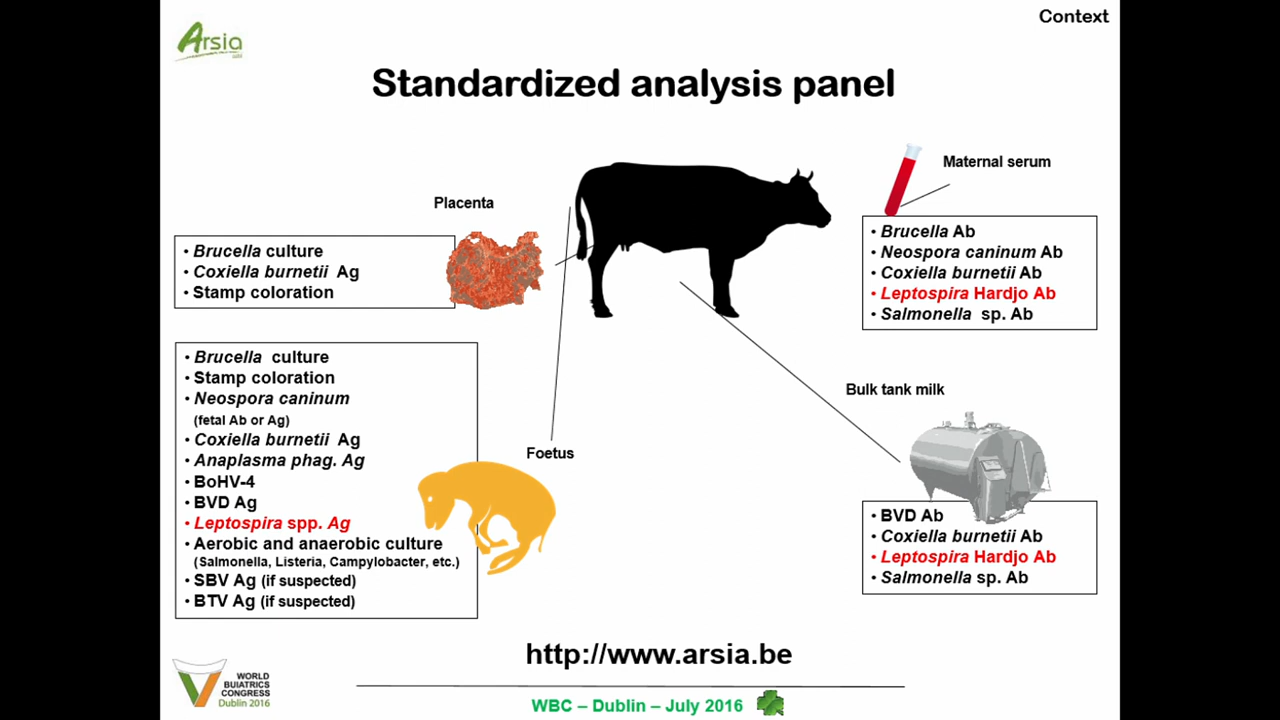 Context
Arsia
Standardized analysis panel
Maternal serum
Placenta
• Brucella Ab
• Neospora caninum Ab
• Coxiella burnetii Ab
• Leptospira Hardjo Ab
• Salmonella sp. Ab
• Brucella culture
• Coxiella burnetii Ag
• Stamp coloration
• Brucella culture
• Stamp coloration
• Neospora caninum
(fetal Ab or Ag)
• Coxiella burnetii Ag
• Anaplasma phag. Ag
• BoHV-4
• BVD Ag
• Leptospira spp. Ag
• Aerobic and anaerobic culture
(Salmonella, Listeria, Campylobacter, etc.)
• SBV Ag (if suspected)
• BTV Ag (if suspected)
Foetus
Bulk tank milk
• BVD Ab
• Coxiella burnetii Ab
• Leptospira Hardjo Ab
• Salmonella sp. Ab
http://www.arsia.be
WORLD
BUIATRICS
CONGRESS
Dublin 2016
WBC – Dublin – July 2016